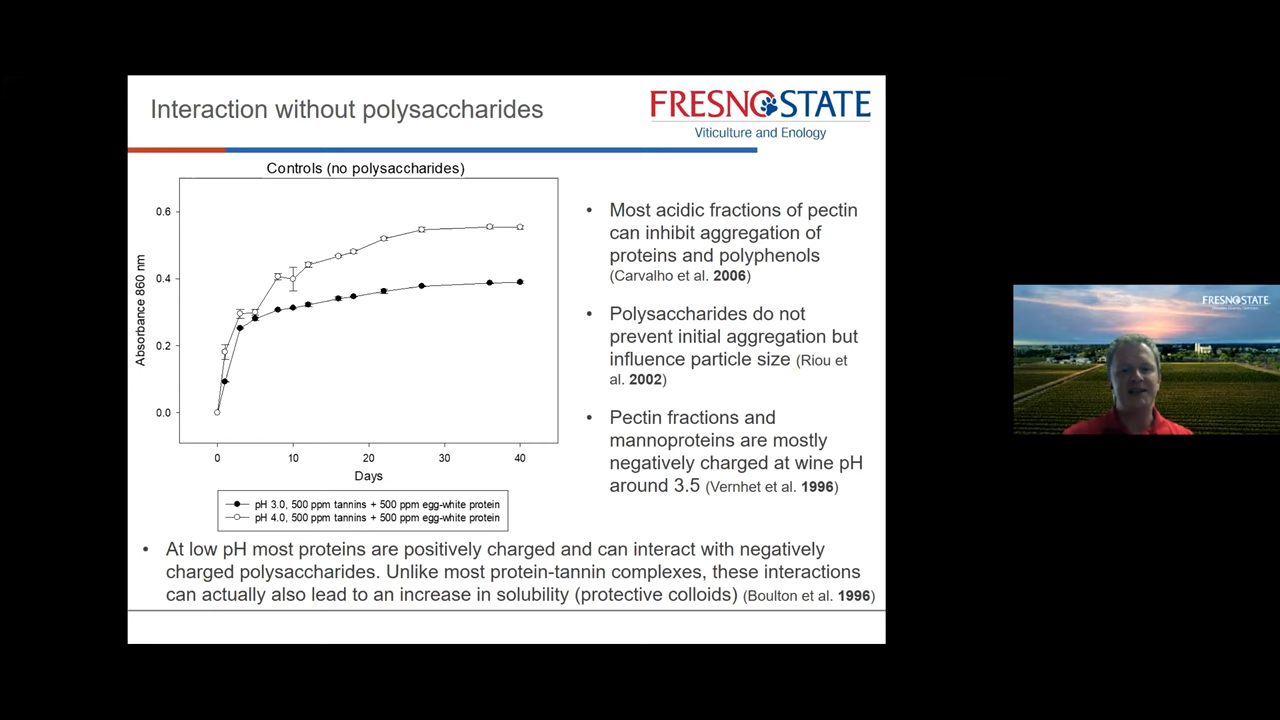 Interaction without polysaccharides
FRESNO STATE
Viticulture and Enology
Controls (no polysaccharides)
0.6
0.4
0.2
0.0
Absorbance 860 nm
0 10 20 30 40
Days
pH 3.0, 500 ppm tannins + 500 ppm egg-white protein
pH 4.0, 500 ppm tannins + 500 ppm egg-white protein
• Most acidic fractions of pectin
can inhibit aggregation of
proteins and polyphenols
(Carvalho et al. 2006)
• Polysaccharides do not
prevent initial aggregation but
influence particle size (Riou et
al. 2002)
• Pectin fractions and
mannoproteins are mostly
negatively charged at wine pH
around 3.5 (Vernhet et al. 1996)
• At low pH most proteins are positively charged and can interact with negatively
charged polysaccharides. Unlike most protein-tannin complexes, these interactions
can actually also lead to an increase in solubility (protective colloids) (Boulton et al. 1996)
FRESNO STATE